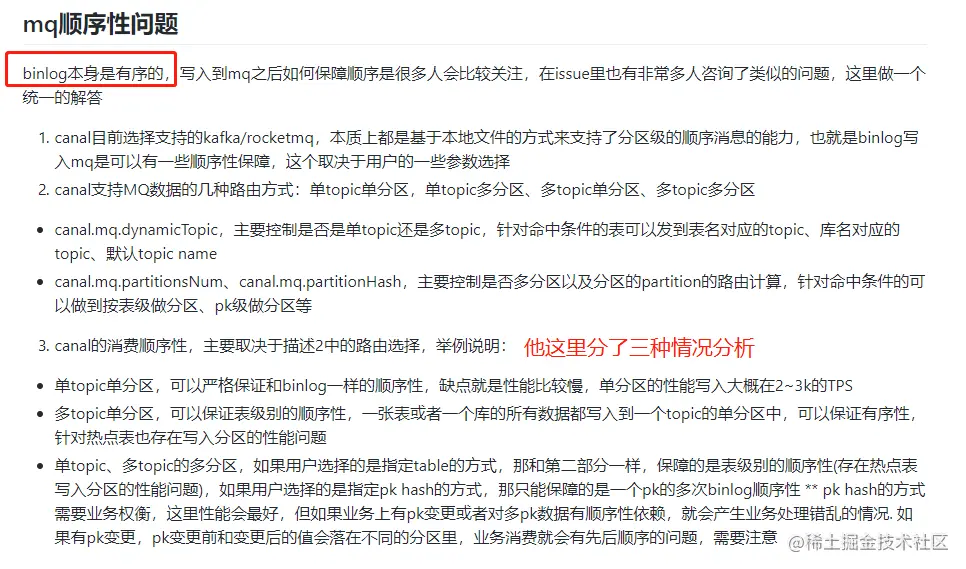 mq顺序性问题
binlog本身是有序的，写入到mq之后如何保障顺序是很多人会比较关注，在issue里也有非常多人咨询了类似的问题，这里做一个
统一的解答
1. canal目前选择支持的kafka/rocketmq，本质上都是基于本地文件的方式来支持了分区级的顺序消息的能力，也就是binlog写
入mq是可以有一些顺序性保障，这个取决于用户的一些参数选择
2. canal支持MQ数据的几种路由方式：单topic单分区，单topic多分区、多topic单分区、多topic多分区
• canal.mq.dynamicTopic，主要控制是否是单topic还是多topic，针对命中条件的表可以发到表名对应的topic、库名对应的
topic、默认topic name
• canal.mq.partitionsNum、canal.mq.partitionHash，主要控制是否多分区以及分区的partition的路由计算，针对命中条件的可
以做到按表级做分区、pk级做分区等
3. canal的消费顺序性，主要取决于描述2中的路由选择，举例说明： 他这里分了三种情况分析
• 单topic单分区，可以严格保证和binlog一样的顺序性，缺点就是性能比较慢，单分区的性能写入大概在2~3k的TPS
• 多topic单分区，可以保证表级别的顺序性，一张表或者一个库的所有数据都写入到一个topic的单分区中，可以保证有序性，
针对热点表也存在写入分区的性能问题
• 单topic、多topic的多分区，如果用户选择的是指定table的方式，那和第二部分一样，保障的是表级别的顺序性(存在热点表
写入分区的性能问题)，如果用户选择的是指定pk hash的方式，那只能保障的是一个pk的多次binlog顺序性 ** pk hash的方式
需要业务权衡，这里性能会最好，但如果业务上有pk变更或者对多pk数据有顺序性依赖，就会产生业务处理错乱的情况. 如
果有pk变更，pk变更前和变更后的值会落在不同的分区里，业务消费就会有先后顺序的问题，需要注意
@稀土掘金技术社区